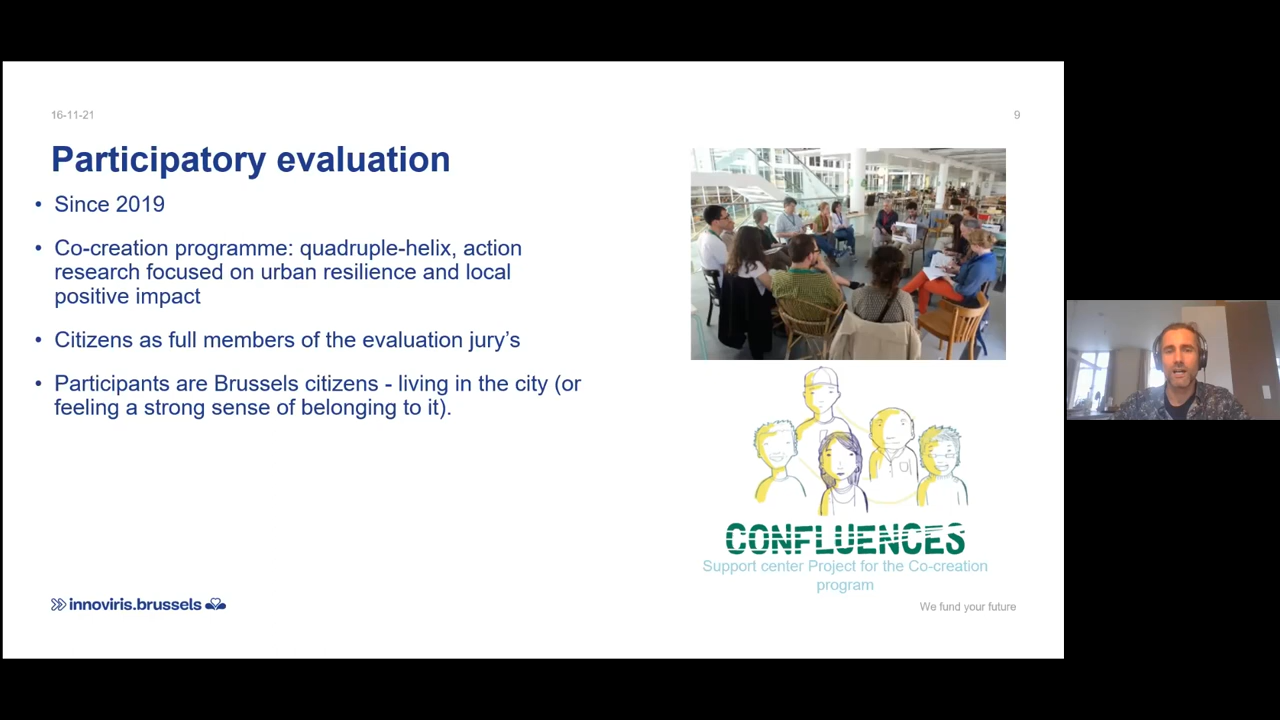 16-11-21
9
Participatory evaluation
• Since 2019
• Co-creation programme: quadruple-helix, action
research focused on urban resilience and local
positive impact
• Citizens as full members of the evaluation jury’s
• Participants are Brussels citizens - living in the city (or
feeling a strong sense of belonging to it).
CONFLUENCES
Support center Project for the Co-creation
program
innoviris.brussels
We fund your future